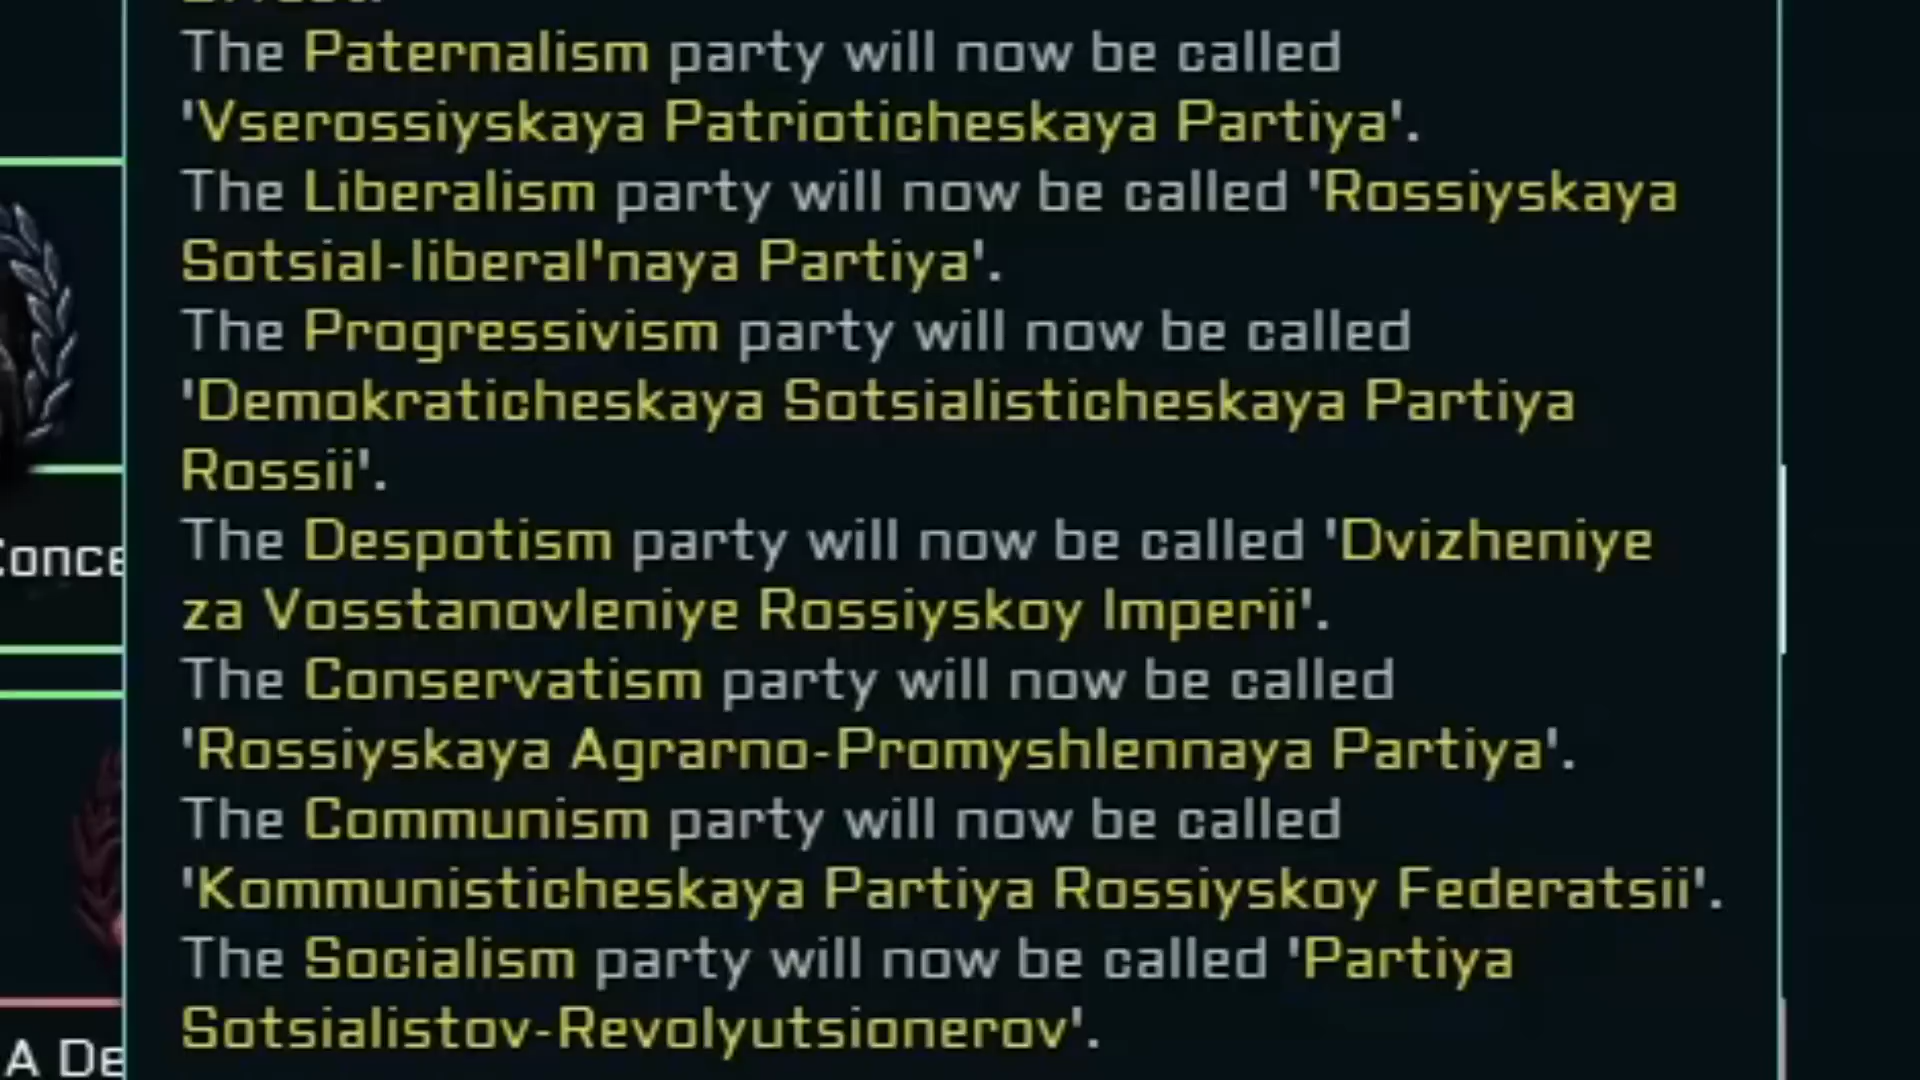 The Paternalism party will now be called
'Vserossiyskaya Patrioticheskaya Partiya'.
The Liberalism party will now be called 'Rossiyskaya
Sotsial-liberal'naya Partiya'.
The Progressivism party will now be called
'Demokraticheskaya Sotsialisticheskaya Partiya
Rossii'.
The Despotism party will now be called 'Dvizheniye
za Vosstanovleniye Rossiyskoy Imperii'.
The Conservatism party will now be called
'Rossiyskaya Agrarno-Promyshlennaya Partiya'.
The Communism party will now be called
'Kommunisticheskaya Partiya Rossiyskoy Federatsii'.
The Socialism party will now be called 'Partiya
Sotsialistov-Revolyutsionerov'.
Conce
A De